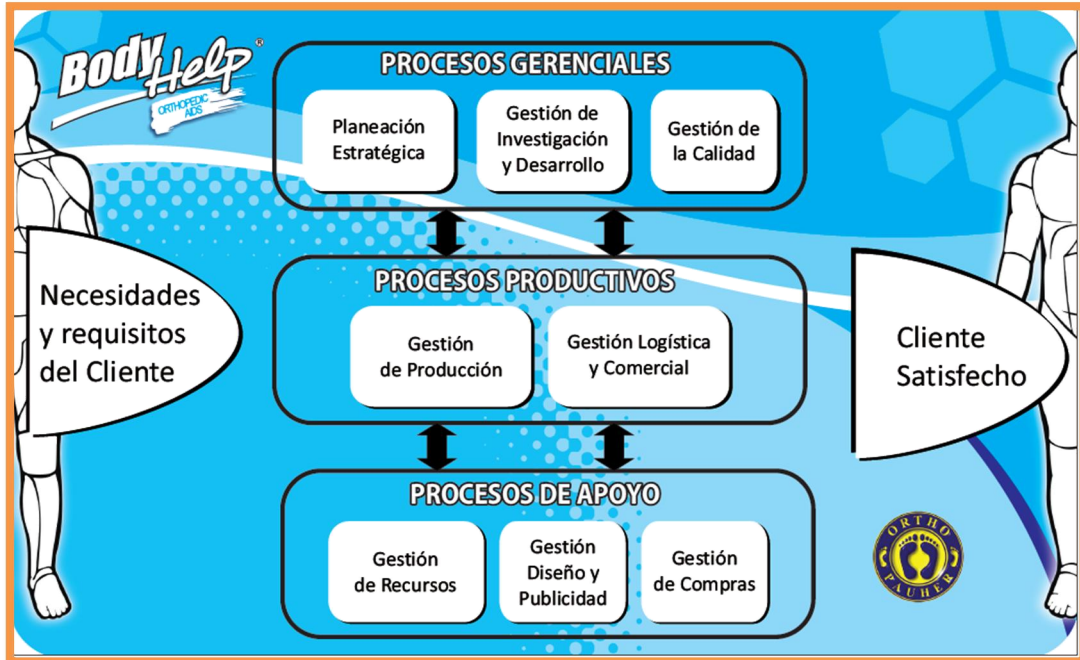 Body Help®
ORTHOPEDIC
AIDS
PROCESOS GERENCIALES
Planeación
Estratégica
Gestión de
Investigación
y Desarrollo
Gestión de
la Calidad
Necesidades
y requisitos
del Cliente
PROCESOS PRODUCTIVOS
Gestión
de Producción
Gestión Logística
y Comercial
Cliente
Satisfecho
PROCESOS DE APOYO
Gestión
de Recursos
Gestión
Diseño y
Publicidad
Gestión
de Compras
ORTHO
PAUHER